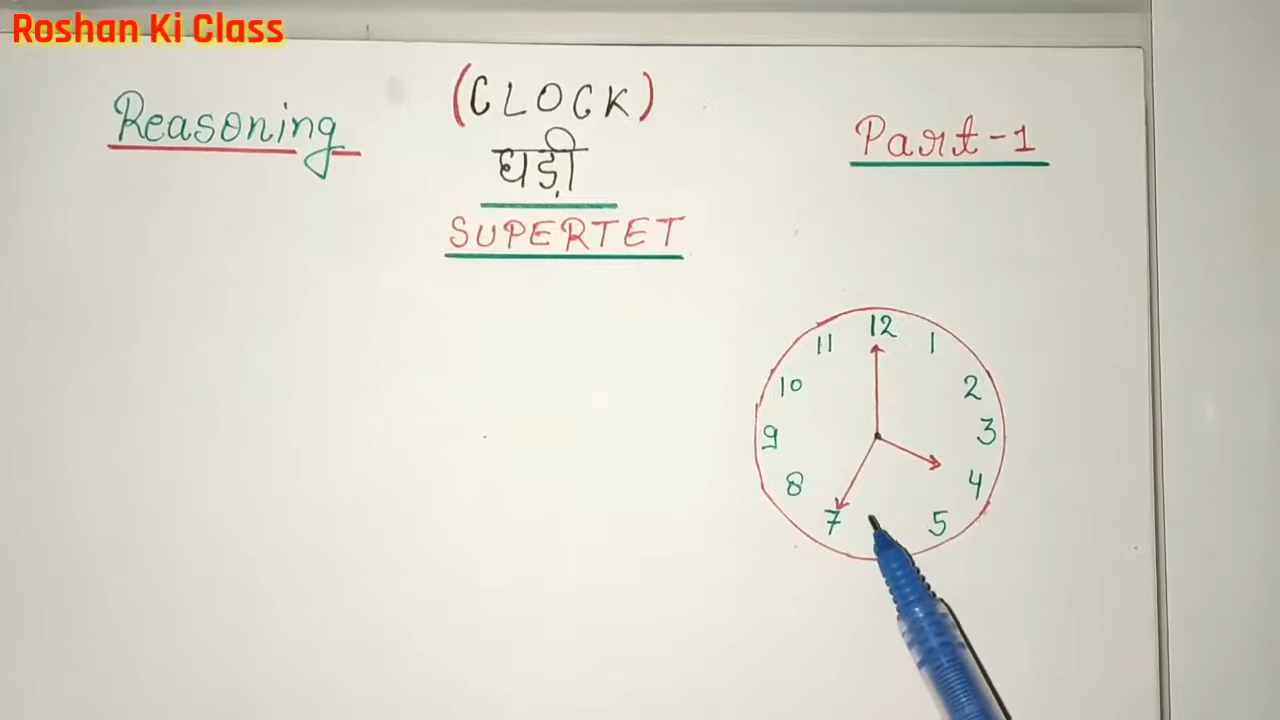 Roshan Ki Class
Reasoning
(CLOCK)
घड़ी
SUPERTET
Part-1
12
11
1
10
2
9
3
8
4
7
5